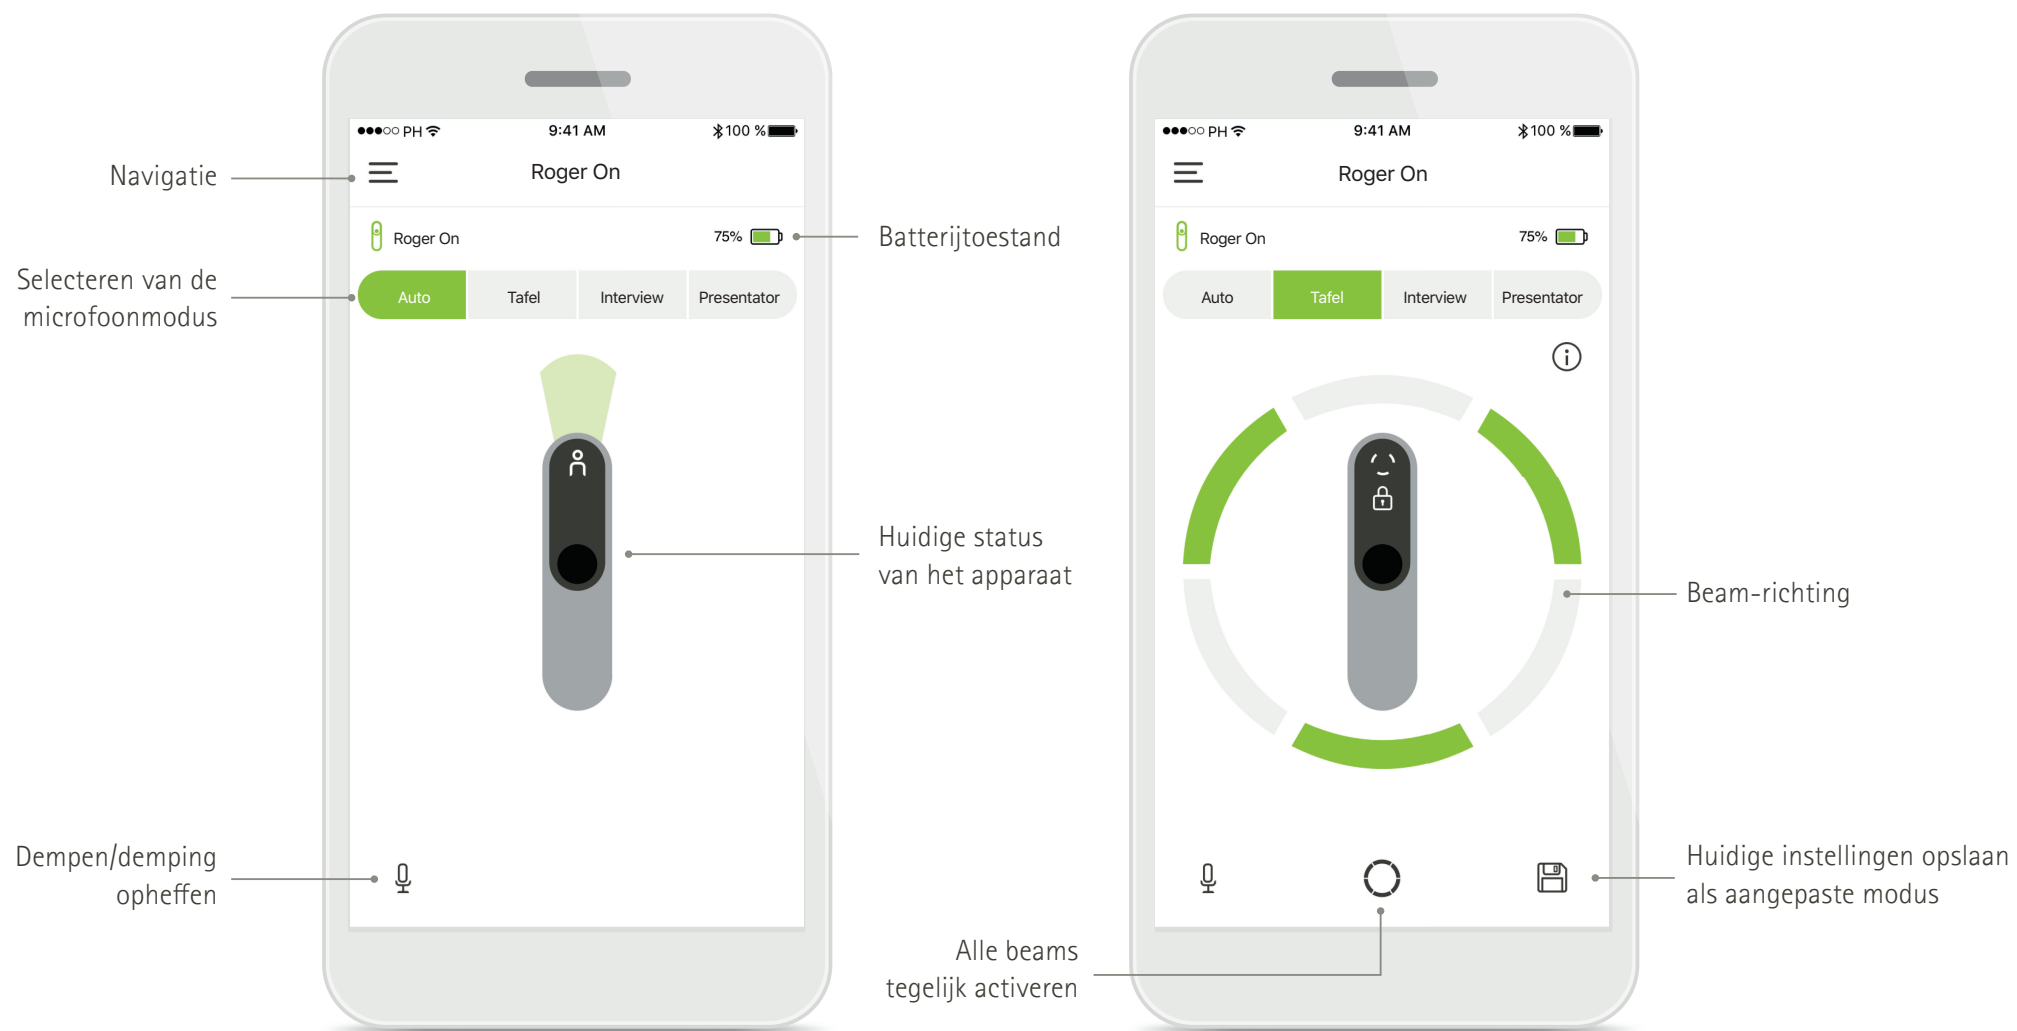 PH
9:41 AM
100 %
Roger On
Roger On
75%
Auto
Tafel
Interview
Presentator
Navigatie
Selecteren van de
microfoonmodus
Dempen/demping
opheffen
Batterijtoestand
Huidige status
van het apparaat
PH
9:41 AM
100 %
Roger On
Roger On
75%
Auto
Tafel
Interview
Presentator
Beam-richting
Huidige instellingen opslaan
als aangepaste modus
Alle beams
tegelijk activeren